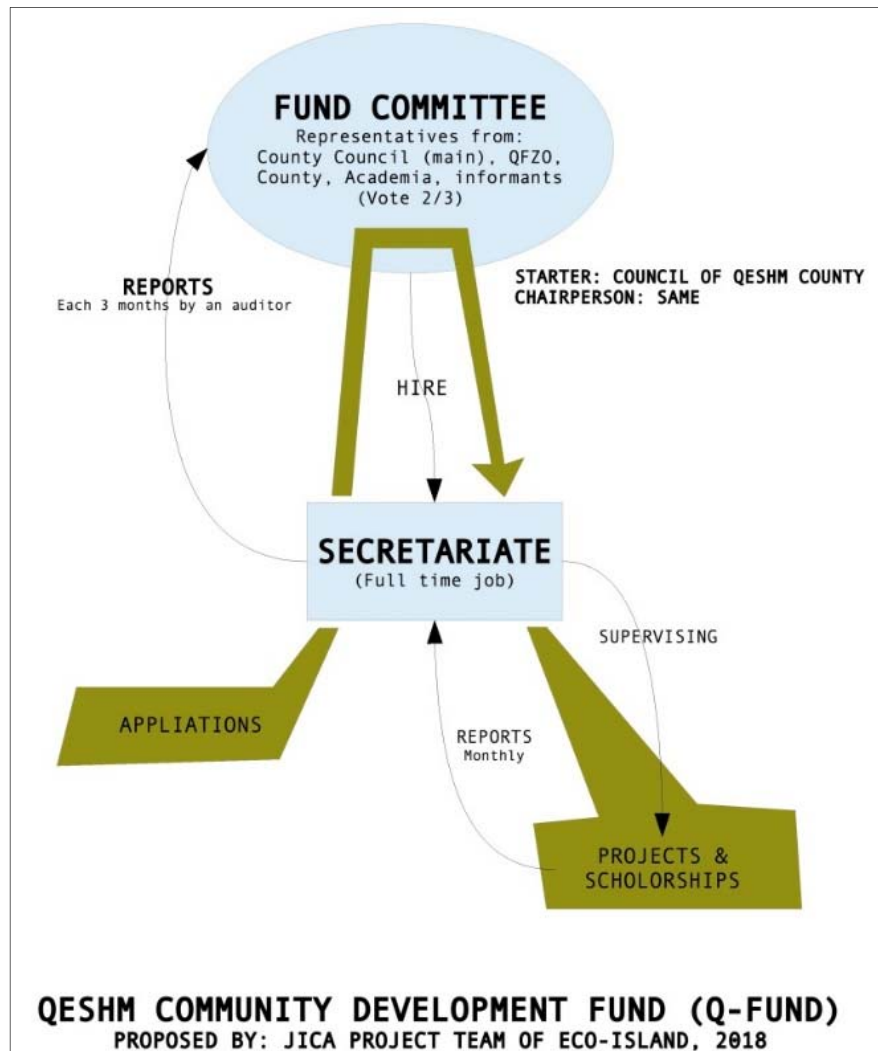 FUND COMMITTEE
Representatives from:
County Council (main), QFZO,
County, Academia, informants
(Vote 2/3)
REPORTS
Each 3 months by an auditor
STARTER: COUNCIL OF QESHM COUNTY
CHAIRPERSON: SAME
HIRE
SECRETARIATE
(Full time job)
SUPERVISING
APPLIATIONS
REPORTS
Monthly
PROJECTS &
SCHOLORSHIPS
QESHM COMMUNITY DEVELOPMENT FUND (Q-FUND)
PROPOSED BY: JICA PROJECT TEAM OF ECO-ISLAND, 2018